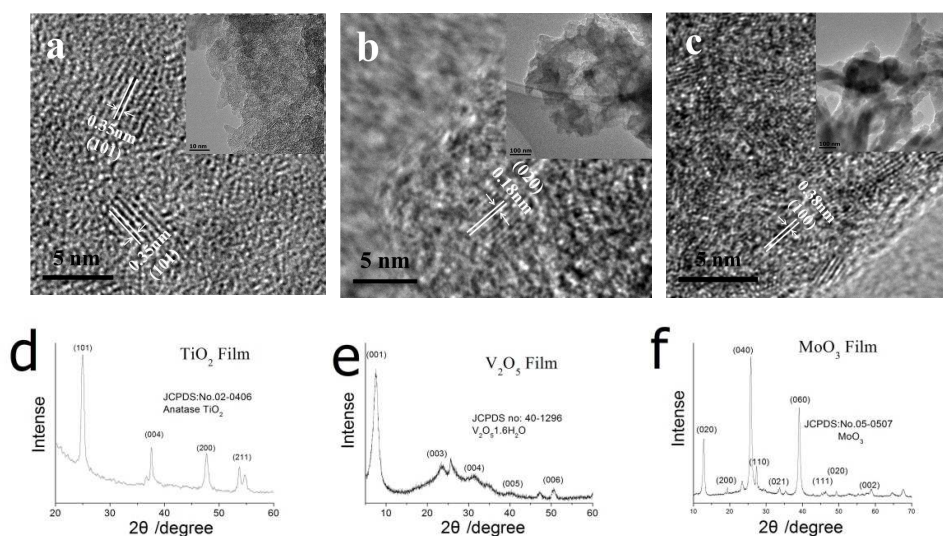 a
10 nm
0.35nm
(101)
0.35nm
(101)
5 nm
b
100 nm
(020)
0.18nm
5 nm
c
100 nm
0.38nm
(100)
5 nm
d
TiO2 Film
(101)
JCPDS:No.02-0406
Anatase TiO2
(004)
(200)
(211)
Intense
20 30 40 50 60
2θ /degree
e
V2O5 Film
(001)
JCPDS no: 40-1296
V2O51.6H2O
(003)
(004)
(005)
(006)
Intense
10 20 30 40 50 60
2θ /degree
f
MoO3 Film
(040)
(060)
JCPDS:No.05-0507
MoO3
(020)
(110)
(200)
(021)
(111)
(020)
(002)
Intense
10 20 30 40 50 60 70
2θ /degree